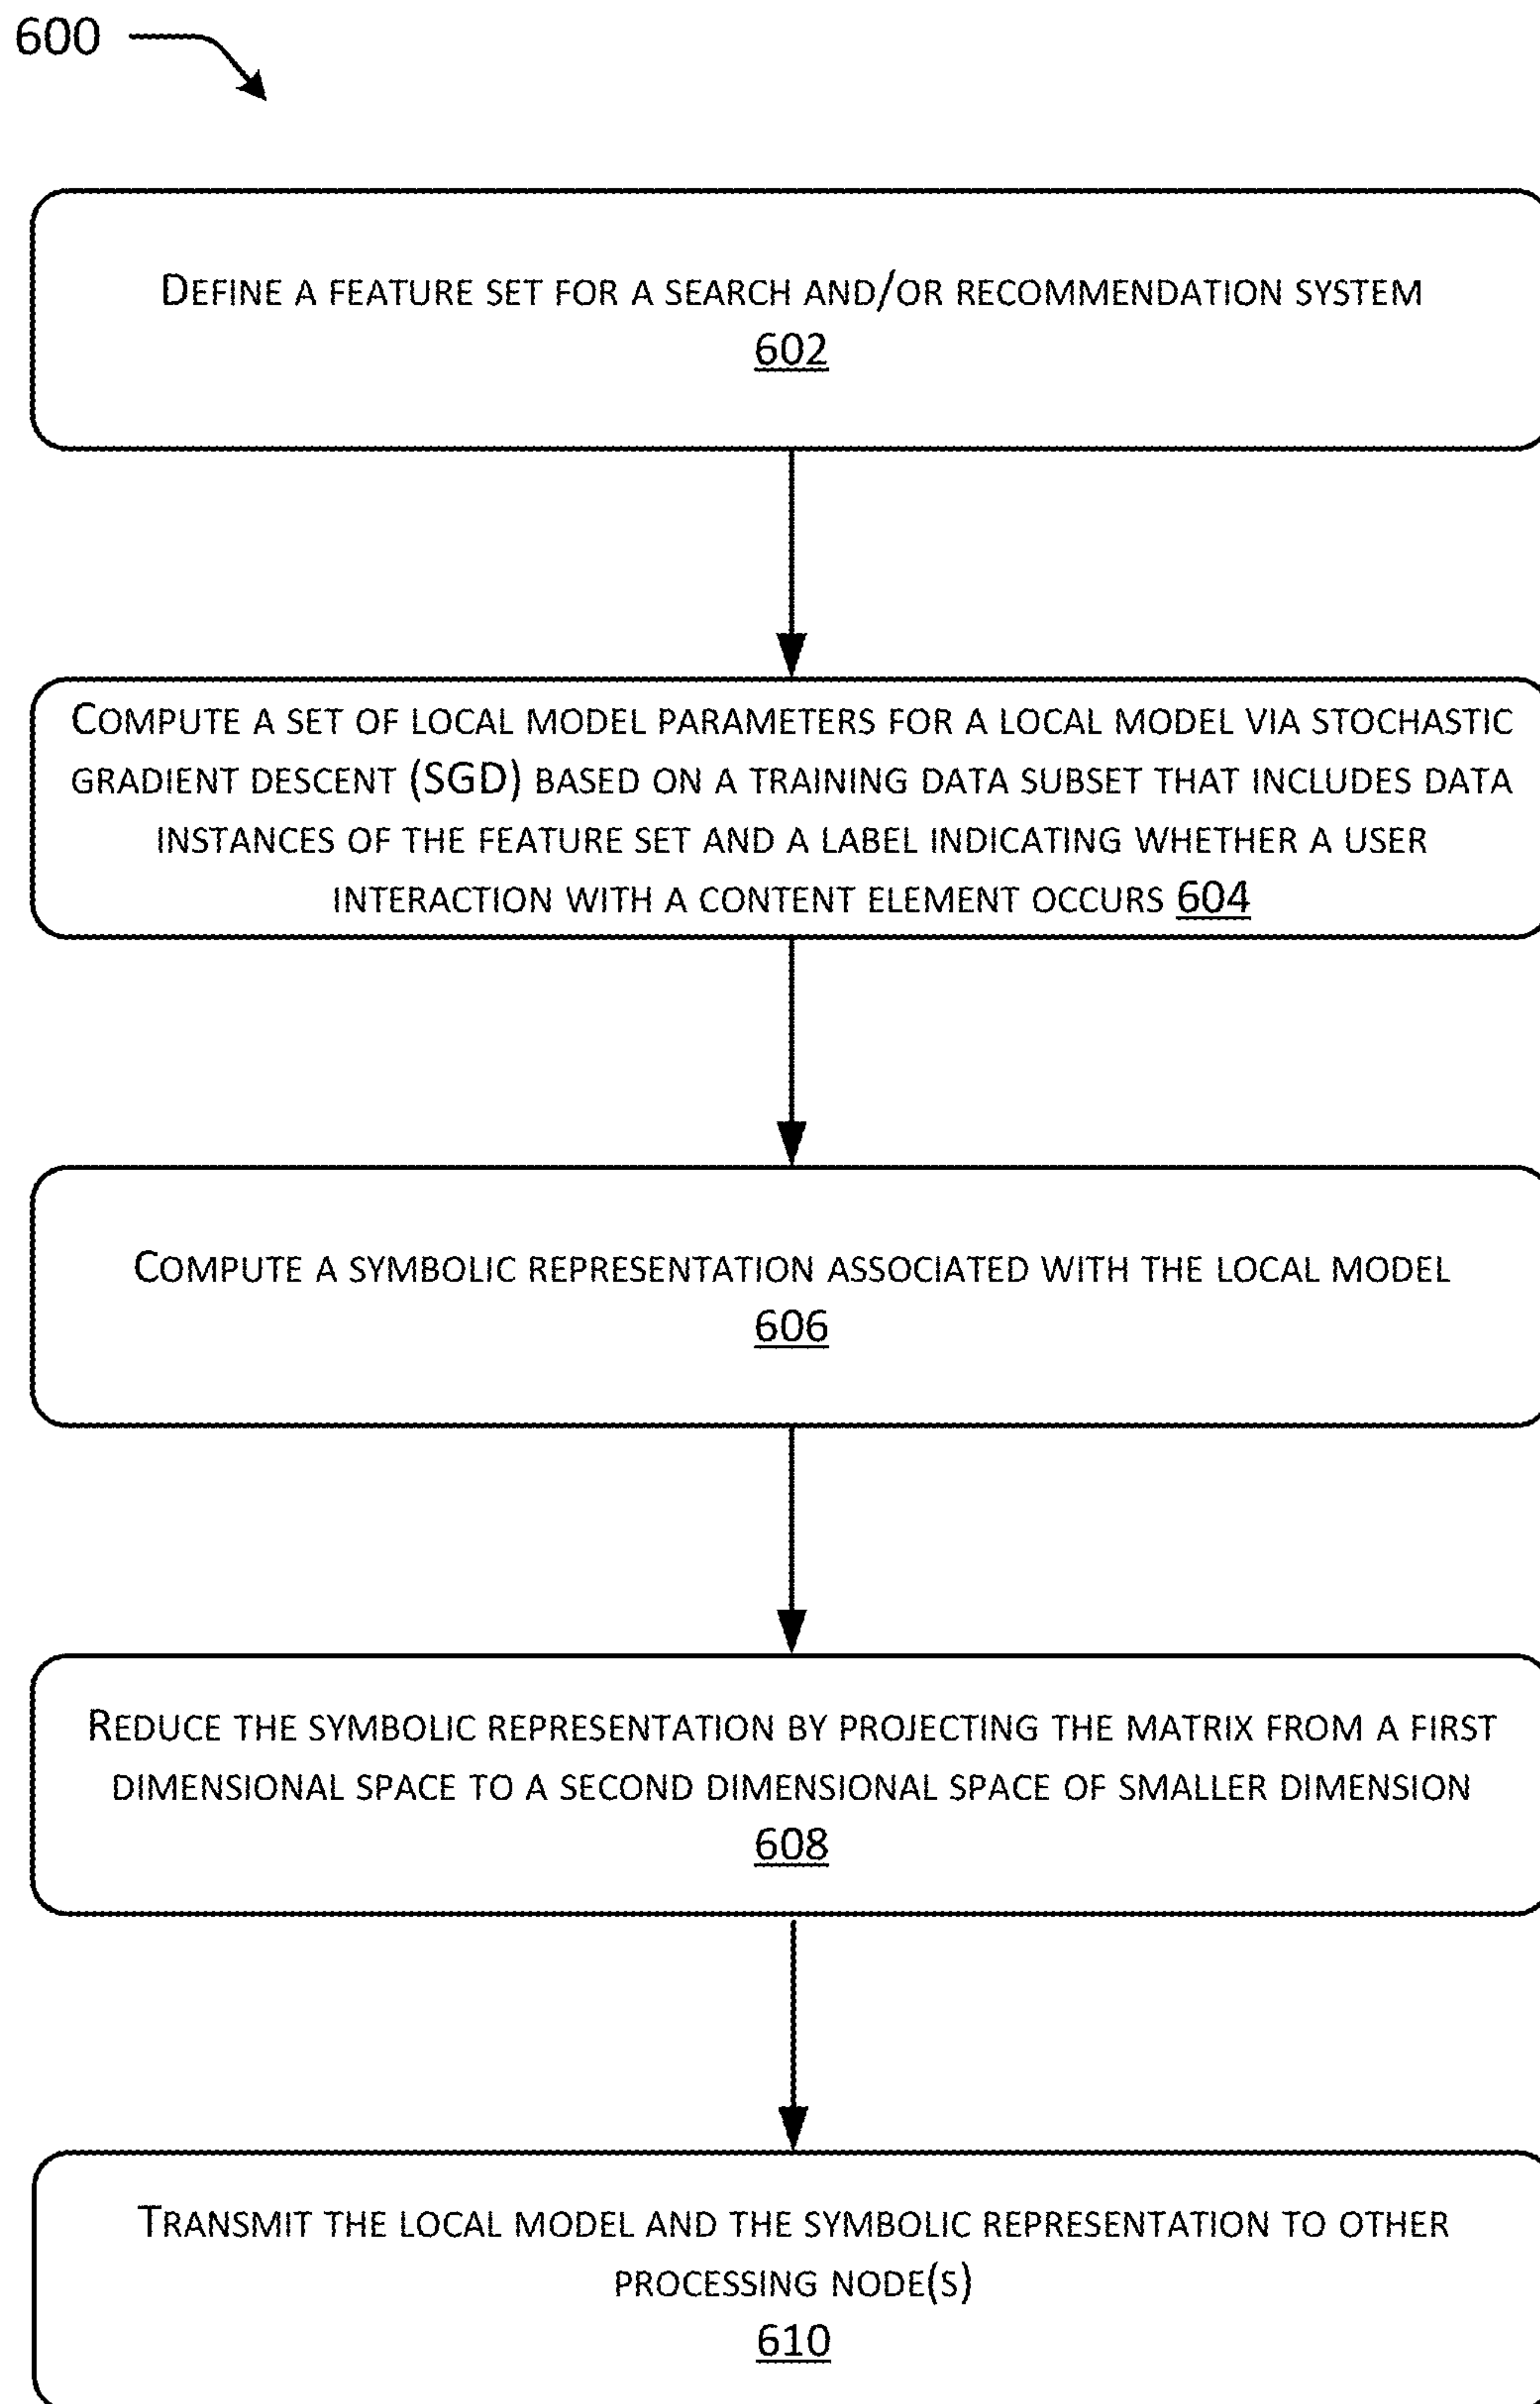 600
DEFINE A FEATURE SET FOR A SEARCH AND/OR RECOMMENDATION SYSTEM
602
COMPUTE A SET OF LOCAL MODEL PARAMETERS FOR A LOCAL MODEL VIA STOCHASTIC
GRADIENT DESCENT (SGD) BASED ON A TRAINING DATA SUBSET THAT INCLUDES DATA
INSTANCES OF THE FEATURE SET AND A LABEL INDICATING WHETHER A USER
INTERACTION WITH A CONTENT ELEMENT OCCURS 604
COMPUTE A SYMBOLIC REPRESENTATION ASSOCIATED WITH THE LOCAL MODEL
606
REDUCE THE SYMBOLIC REPRESENTATION BY PROJECTING THE MATRIX FROM A FIRST
DIMENSIONAL SPACE TO A SECOND DIMENSIONAL SPACE OF SMALLER DIMENSION
608
TRANSMIT THE LOCAL MODEL AND THE SYMBOLIC REPRESENTATION TO OTHER
PROCESSING NODE(S)
610